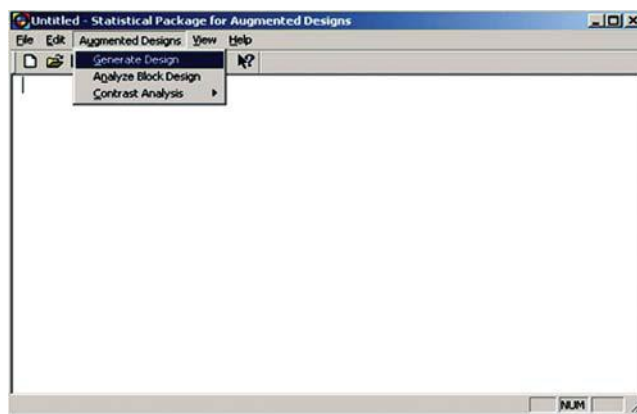 Untitled - Statistical Package for Augmented Designs
File Edit Augmented Designs View Help
Generate Design
Analyze Block Design
Contrast Analysis
NUM